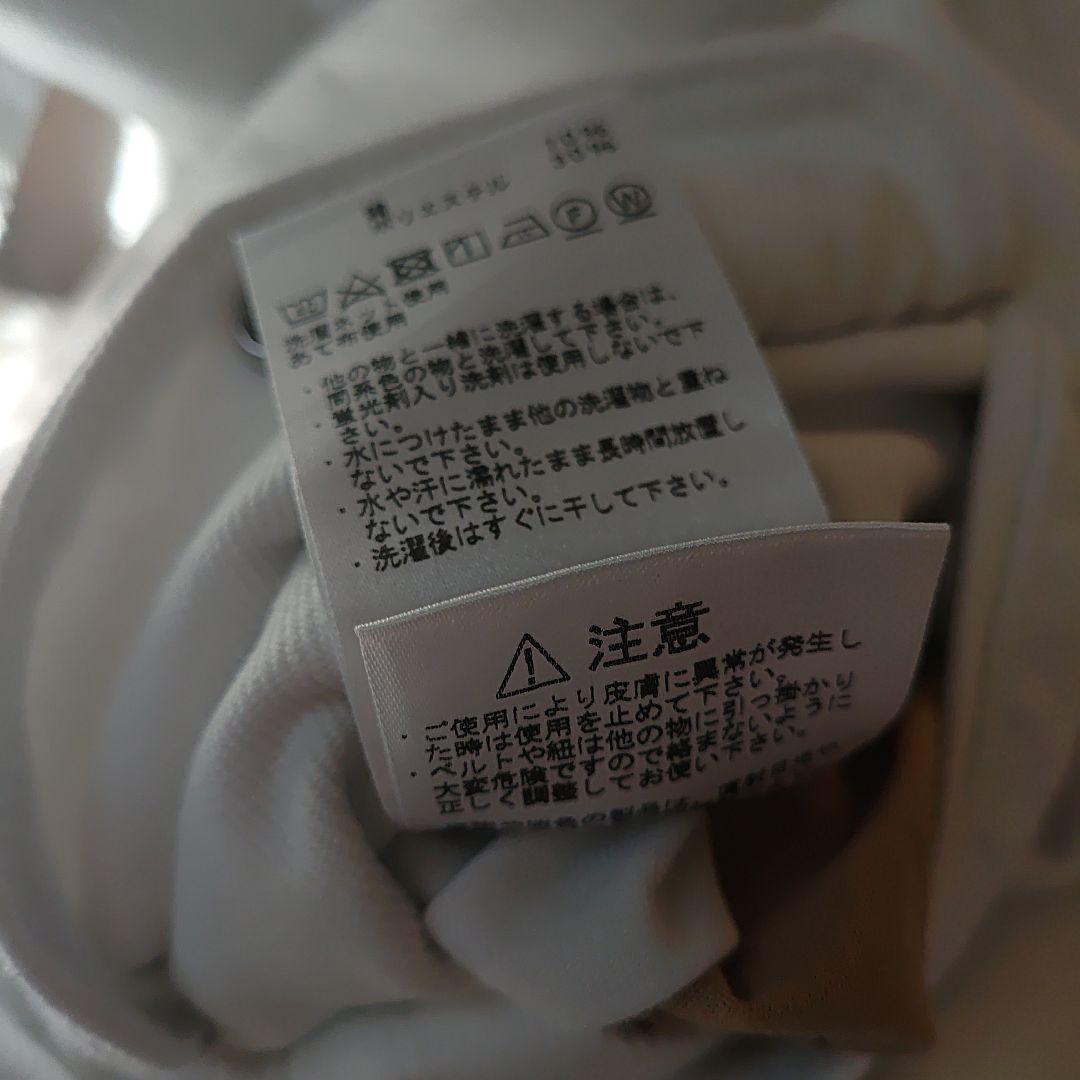 綿
ポリエステル
F W
洗濯ネット使用
あて布使用
・他の物と一緒に洗濯する場合は、
同系色の物と洗濯して下さい。
・蛍光剤入り洗剤は使用しないで下
さい。
・水につけたまま他の洗濯物と重ね
ないで下さい。
・水や汗に濡れたまま長時間放置し
ないで下さい。
・洗濯後はすぐに干して下さい。
注意
・ご使用により皮膚に異常が発生し
た時は使用を止めて下さい。
・ベルトや紐は他の物に引っ掛かり
大変危険ですので絡まないように
正しく調整してお使い下さい。